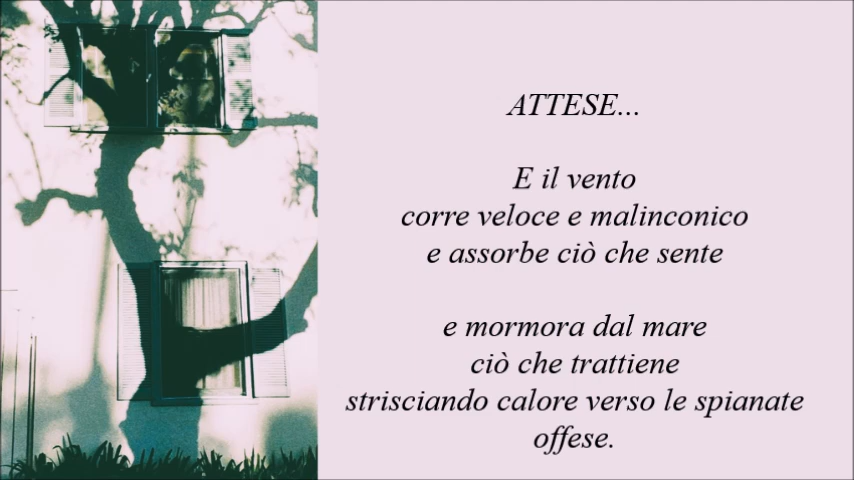 ATTESE...
E il vento
corre veloce e malinconico
e assorbe ciò che sente
e mormora dal mare
ciò che trattiene
strisciando calore verso le spianate
offese.